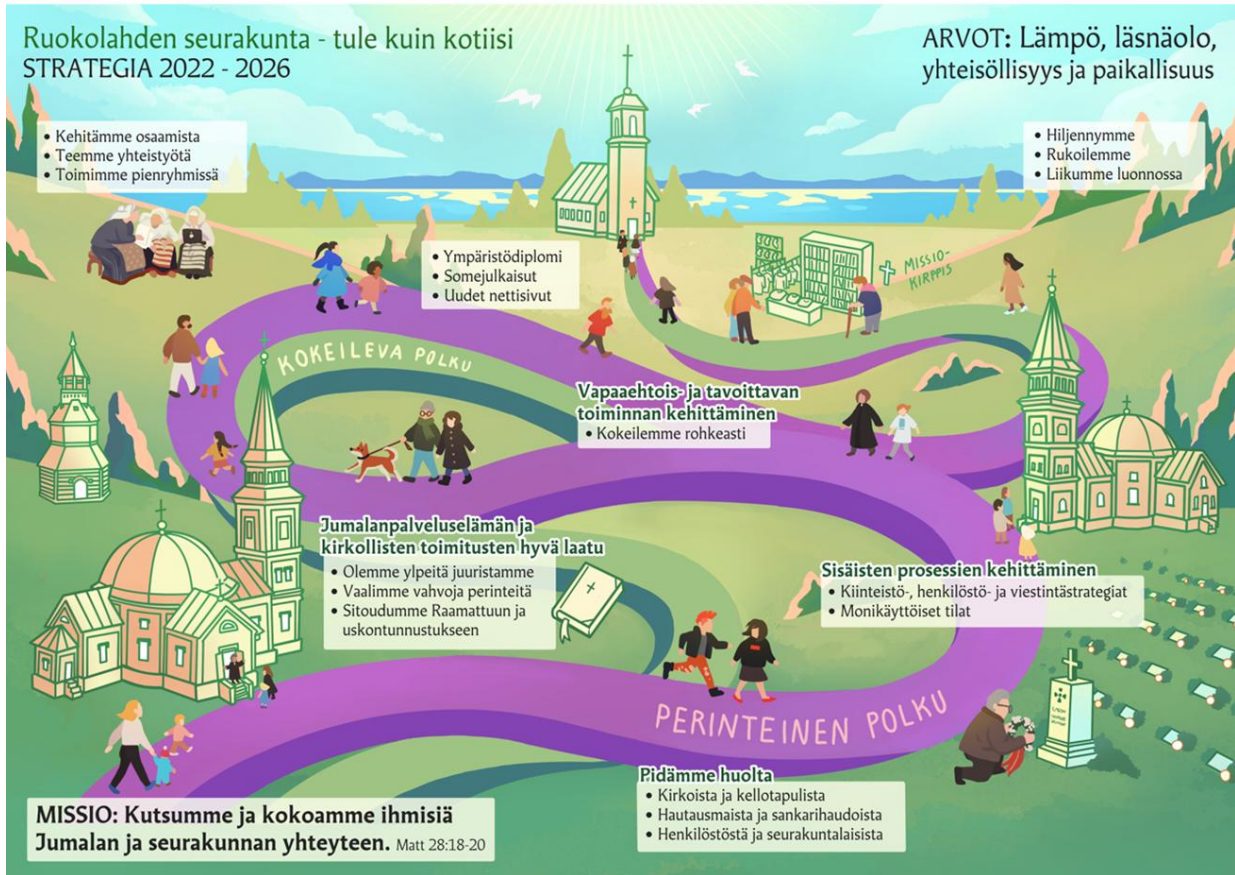 Ruokolahden seurakunta - tule kuin kotiisi
STRATEGIA 2022 - 2026
ARVOT: Lämpö, läsnäolo,
yhteisöllisyys ja paikallisuus
• Kehitämme osaamista
• Teemme yhteistyötä
• Toimimme pienryhmissä
• Hiljennymme
• Rukoilemme
• Liikumme luonnossa
• Ympäristödiplomi
• Somejulkaisut
• Uudet nettisivut
MISSIO-
KIRPPIS
KOKEILEVA POLKU
Vapaaehtois- ja tavoittavan
toiminnan kehittäminen
• Kokeilemme rohkeasti
Jumalanpalveluselämän ja
kirkollisten toimitusten hyvä laatu
• Olemme ylpeitä juuristamme
• Vaalimme vahvoja perinteitä
• Sitoudumme Raamattuun ja
uskontunnustukseen
Sisäisten prosessien kehittäminen
• Kiinteistö-, henkilöstö- ja viestintästrategiat
• Monikäyttöiset tilat
PERINTEINEN POLKU
Pidämme huolta
• Kirkoista ja kellotapulista
• Hautausmaista ja sankarihaudoista
• Henkilöstöstä ja seurakuntalaisista
MISSIO: Kutsumme ja kokoamme ihmisiä
Jumalan ja seurakunnan yhteyteen. Matt 28:18-20